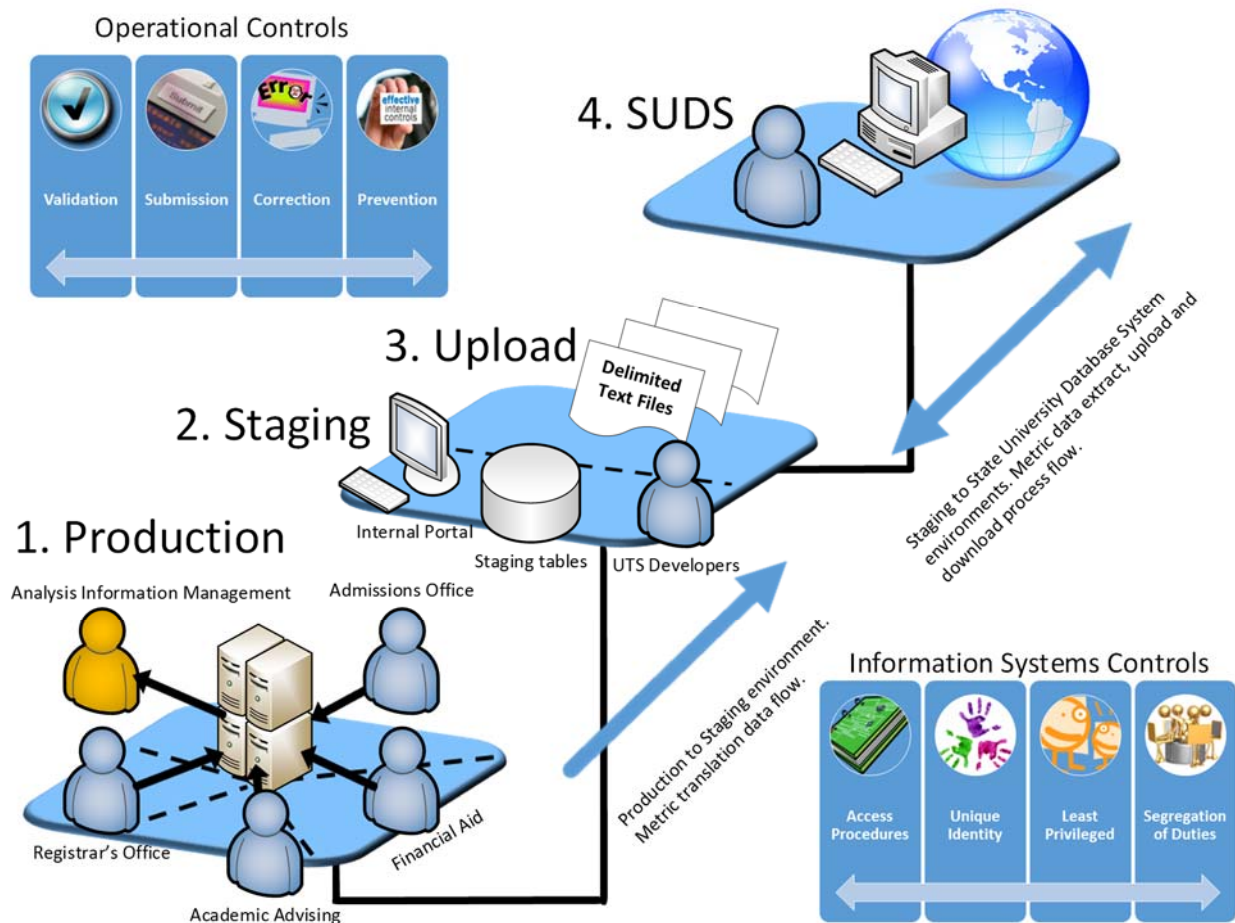 Operational Controls
Error
Submit
effective
internal
controls
Validation
Submission
Correction
Prevention
4. SUDS
3. Upload
Delimited
Text Files
2. Staging
Internal Portal
Staging tables
UTS Developers
1. Production
Analysis Information Management
Admissions Office
Registrar's Office
Academic Advising
Financial Aid
Production to Staging environment.
Metric translation data flow.
Staging to State University Database System
environments. Metric data extract, upload and
download process flow.
Information Systems Controls
Access
Procedures
Unique
Identity
Least
Privileged
Segregation
of Duties